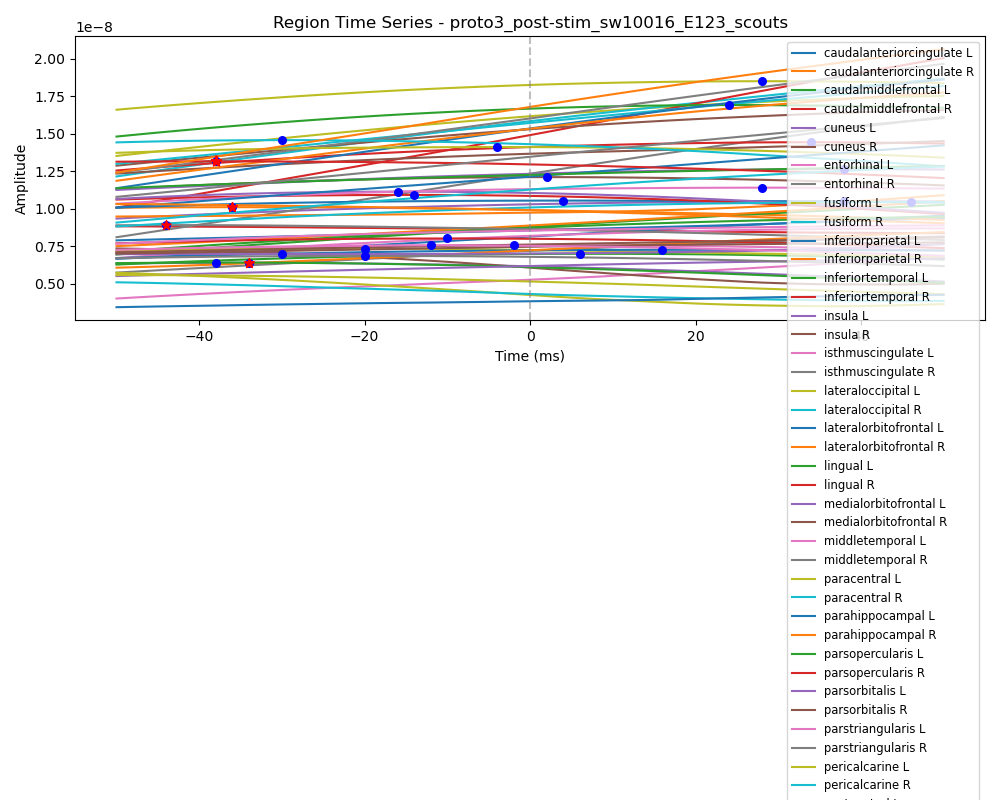 Region Time Series - proto3_post-stim_sw10016_E123_scouts
1e−8
2.00
1.75
1.50
1.25
1.00
0.75
0.50
Amplitude
−40
−20
0
20
Time (ms)
caudalanteriorcingulate L
caudalanteriorcingulate R
caudalmiddlefrontal L
caudalmiddlefrontal R
cuneus L
cuneus R
entorhinal L
entorhinal R
fusiform L
fusiform R
inferiorparietal L
inferiorparietal R
inferiortemporal L
inferiortemporal R
insula L
insula R
isthmuscingulate L
isthmuscingulate R
lateraloccipital L
lateraloccipital R
lateralorbitofrontal L
lateralorbitofrontal R
lingual L
lingual R
medialorbitofrontal L
medialorbitofrontal R
middletemporal L
middletemporal R
paracentral L
paracentral R
parahippocampal L
parahippocampal R
parsopercularis L
parsopercularis R
parsorbitalis L
parsorbitalis R
parstriangularis L
parstriangularis R
pericalcarine L
pericalcarine R